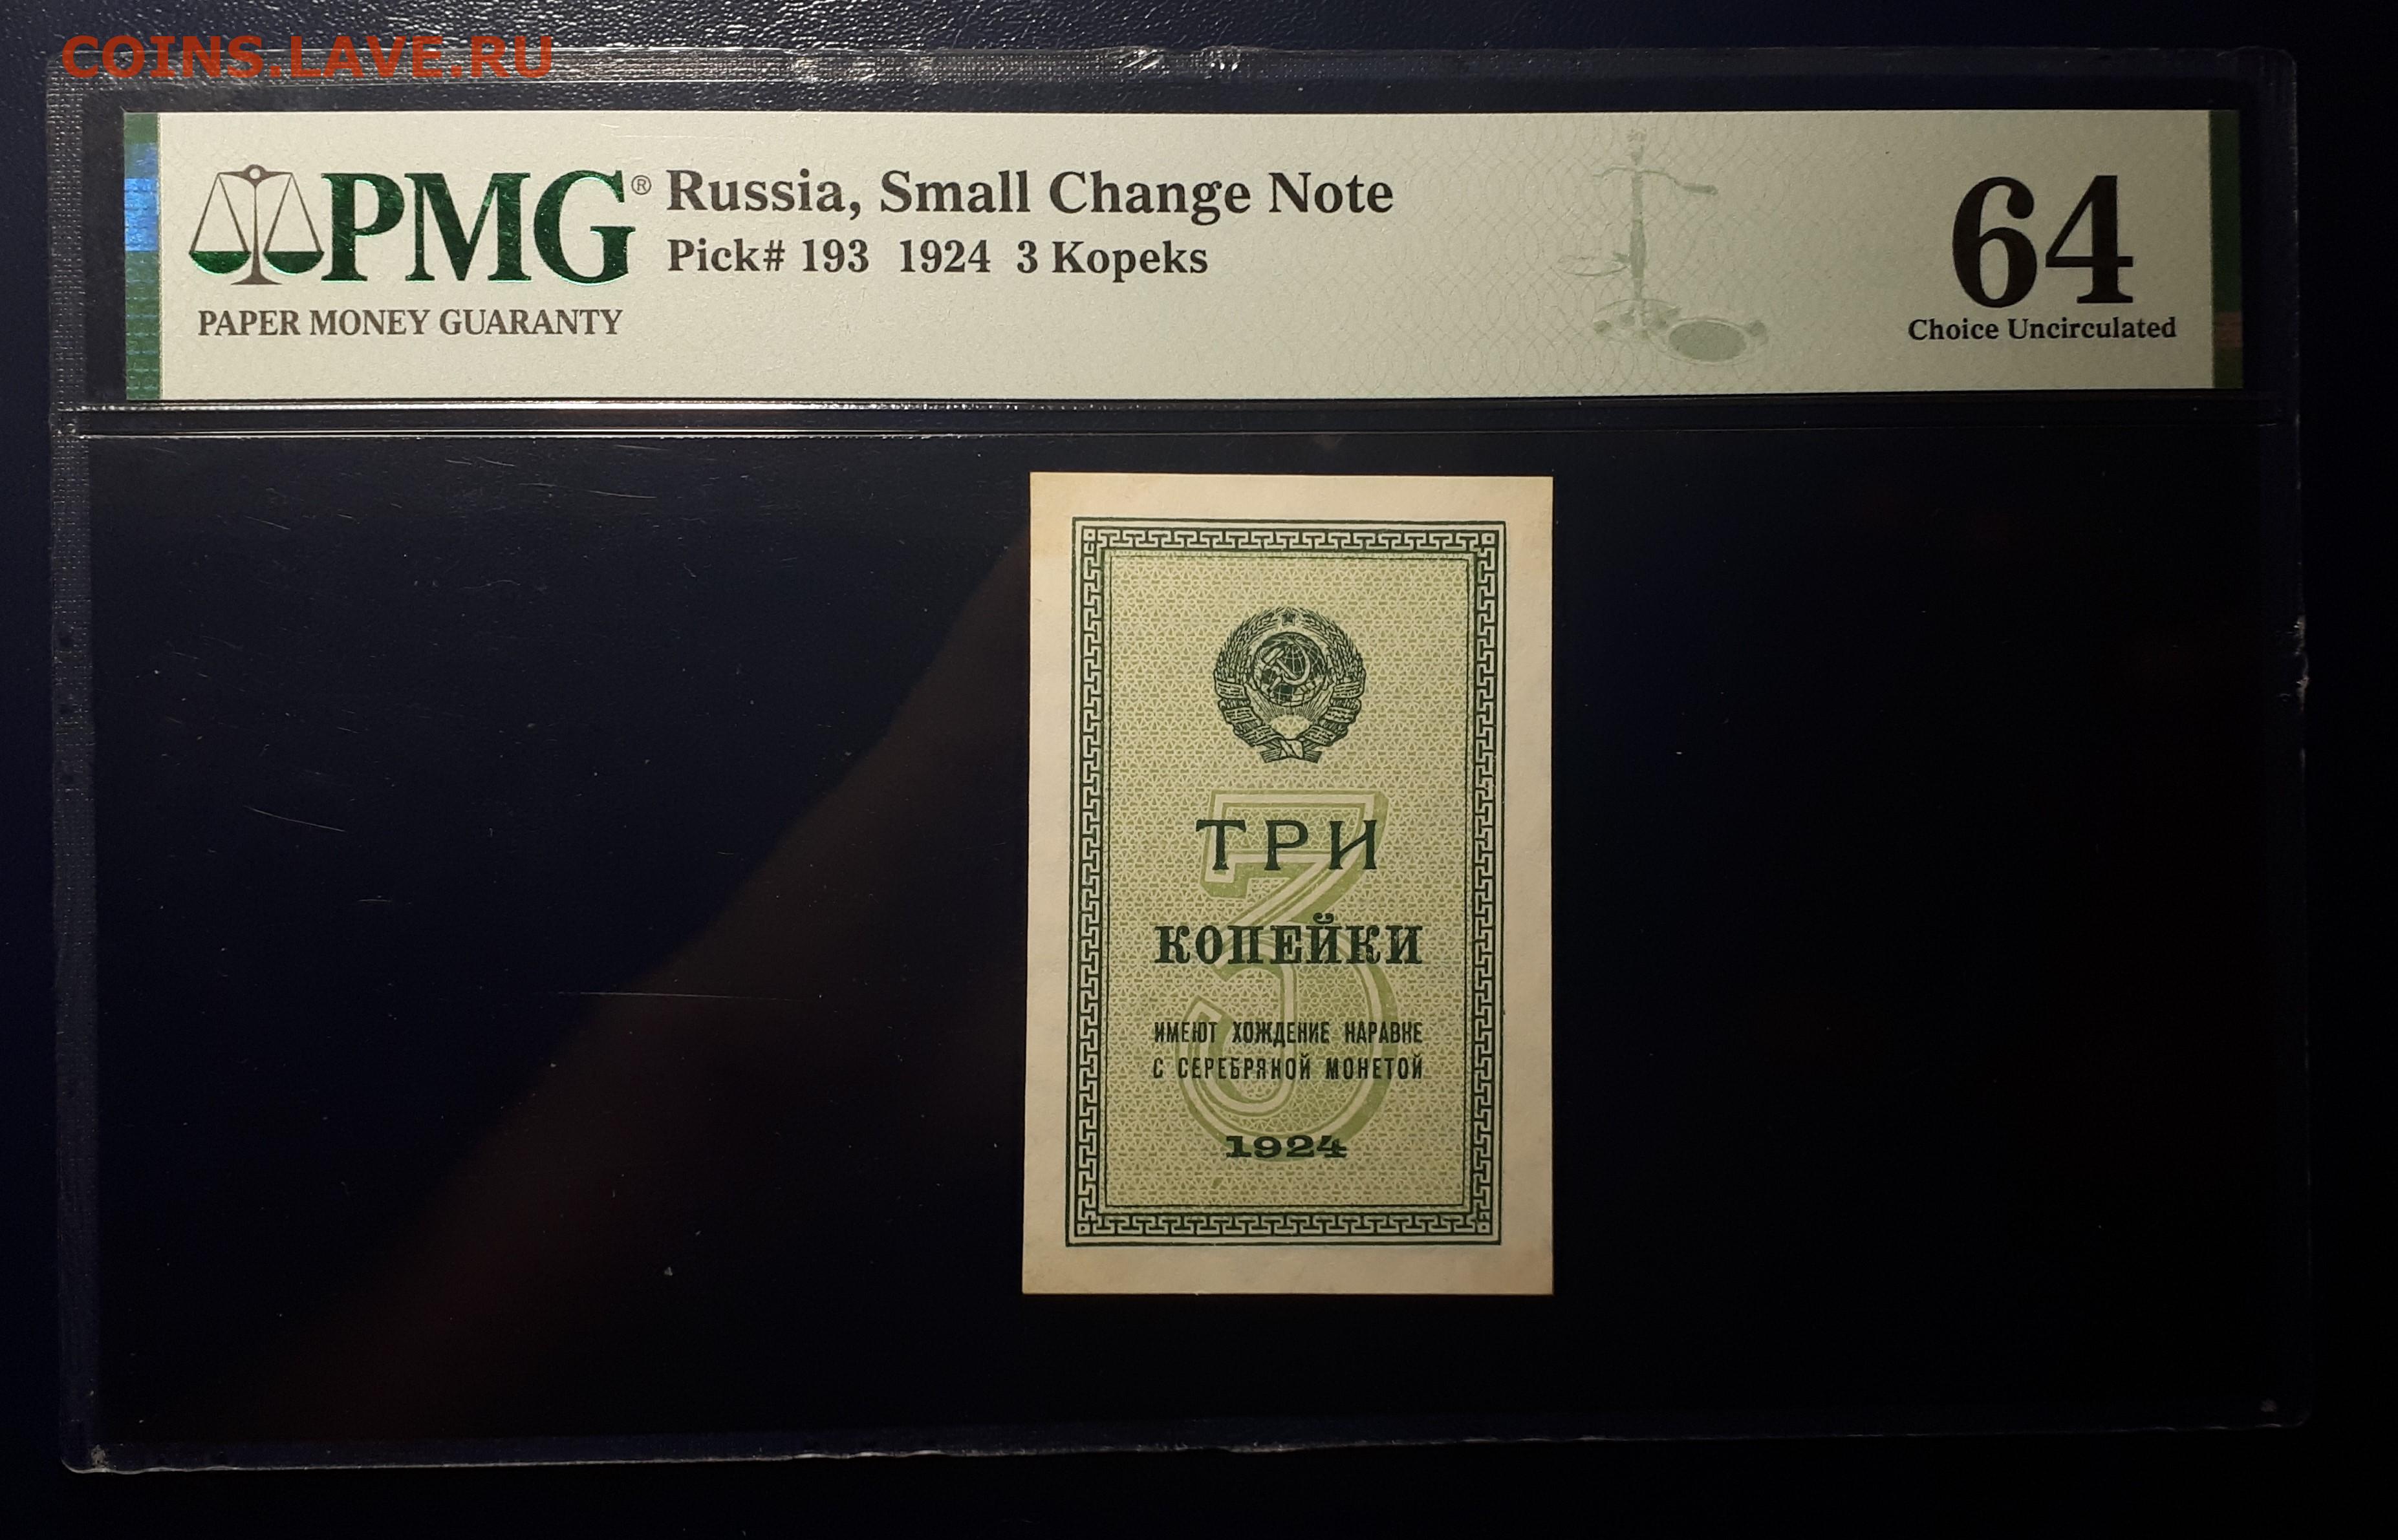 COINS.LAVE.RU
PMG® Russia, Small Change Note
Pick# 193 1924 3 Kopeks
PAPER MONEY GUARANTY
64
Choice Uncirculated
3
ТРИ
КОПЕЙКИ
ИМЕЮТ ХОЖДЕНИЕ НАРАВНЕ
С СЕРЕБРЯНОЙ МОНЕТОЙ
1924